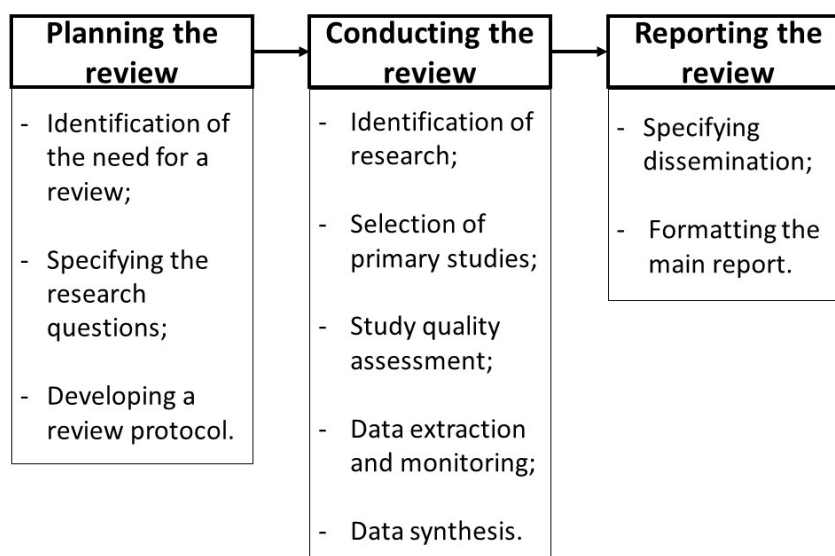 Planning the
review
- Identification of
the need for a
review;
- Specifying the
research
questions;
- Developing a
review protocol.
Conducting the
review
- Identification of
research;
- Selection of
primary studies;
- Study quality
assessment;
- Data extraction
and monitoring;
- Data synthesis.
Reporting the
review
- Specifying
dissemination;
- Formatting the
main report.